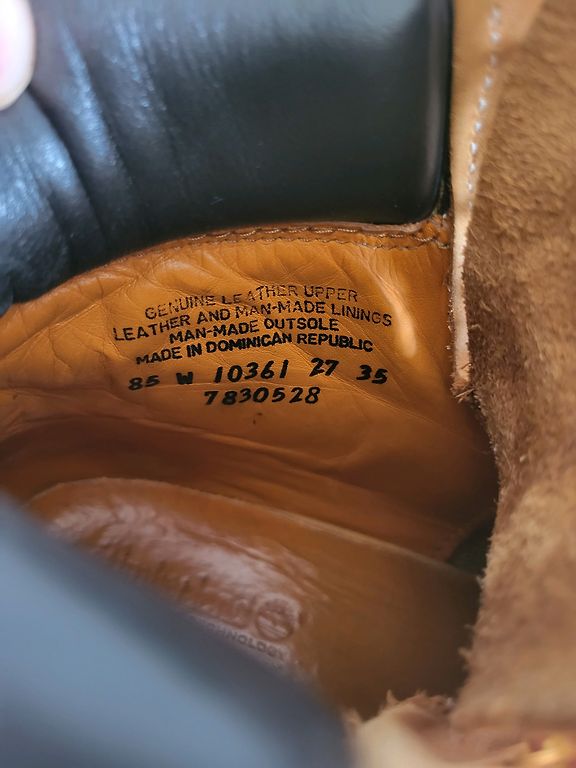 GENUINE LEATHER UPPER
LEATHER AND MAN-MADE LININGS
MAN-MADE OUTSOLE
MADE IN DOMINICAN REPUBLIC
85 W 10361 27 35
7830528